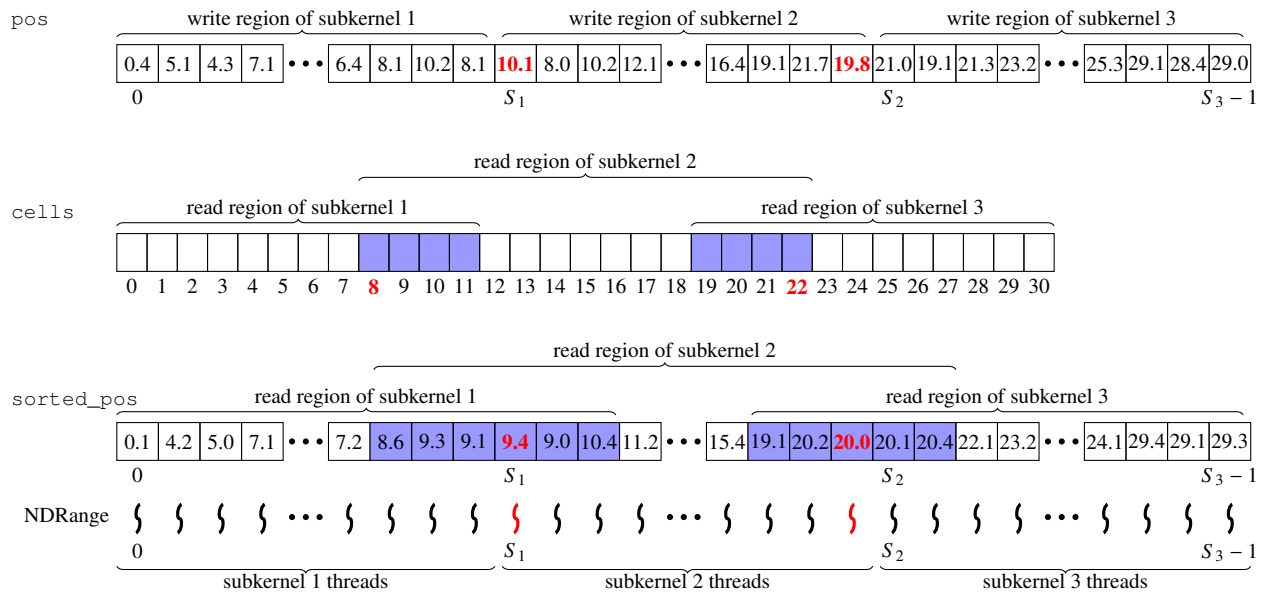 write region of subkernel 1 write region of subkernel 2 write region of subkernel 3
pos
0.4 5.1 4.3 7.1 ••• 6.4 8.1 10.2 8.1 10.1 8.0 10.2 12.1 ••• 16.4 19.1 21.7 19.8 21.0 19.1 21.3 23.2 ••• 25.3 29.1 28.4 29.0
0 S1 S2 S3 − 1
read region of subkernel 2
cells
read region of subkernel 1 read region of subkernel 3
0 1 2 3 4 5 6 7 8 9 10 11 12 13 14 15 16 17 18 19 20 21 22 23 24 25 26 27 28 29 30
read region of subkernel 2
sorted_pos
read region of subkernel 1 read region of subkernel 3
0.1 4.2 5.0 7.1 ••• 7.2 8.6 9.3 9.1 9.4 9.0 10.4 11.2 ••• 15.4 19.1 20.2 20.0 20.1 20.4 22.1 23.2 ••• 24.1 29.4 29.1 29.3
0 S1 S2 S3 − 1
NDRange ••• ••• •••
0 S1 S2 S3 − 1
subkernel 1 threads subkernel 2 threads subkernel 3 threads